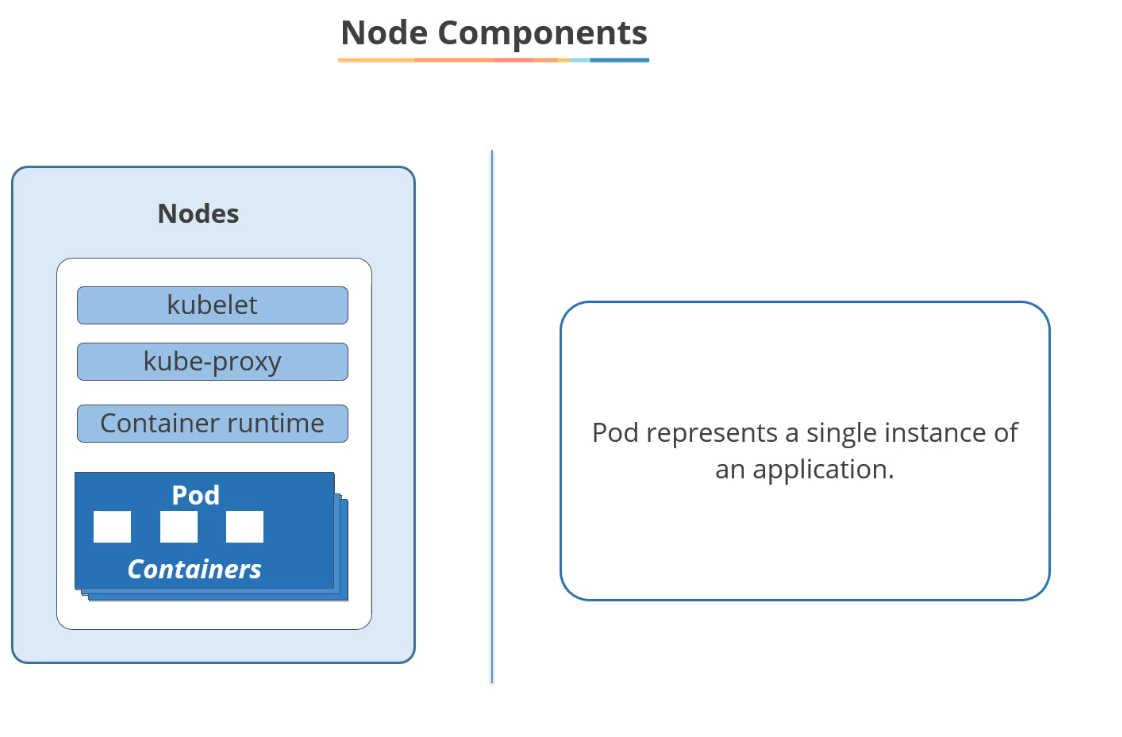 Node Components
Nodes
kubelet
kube-proxy
Container runtime
Pod
Containers
Pod represents a single instance of
an application.